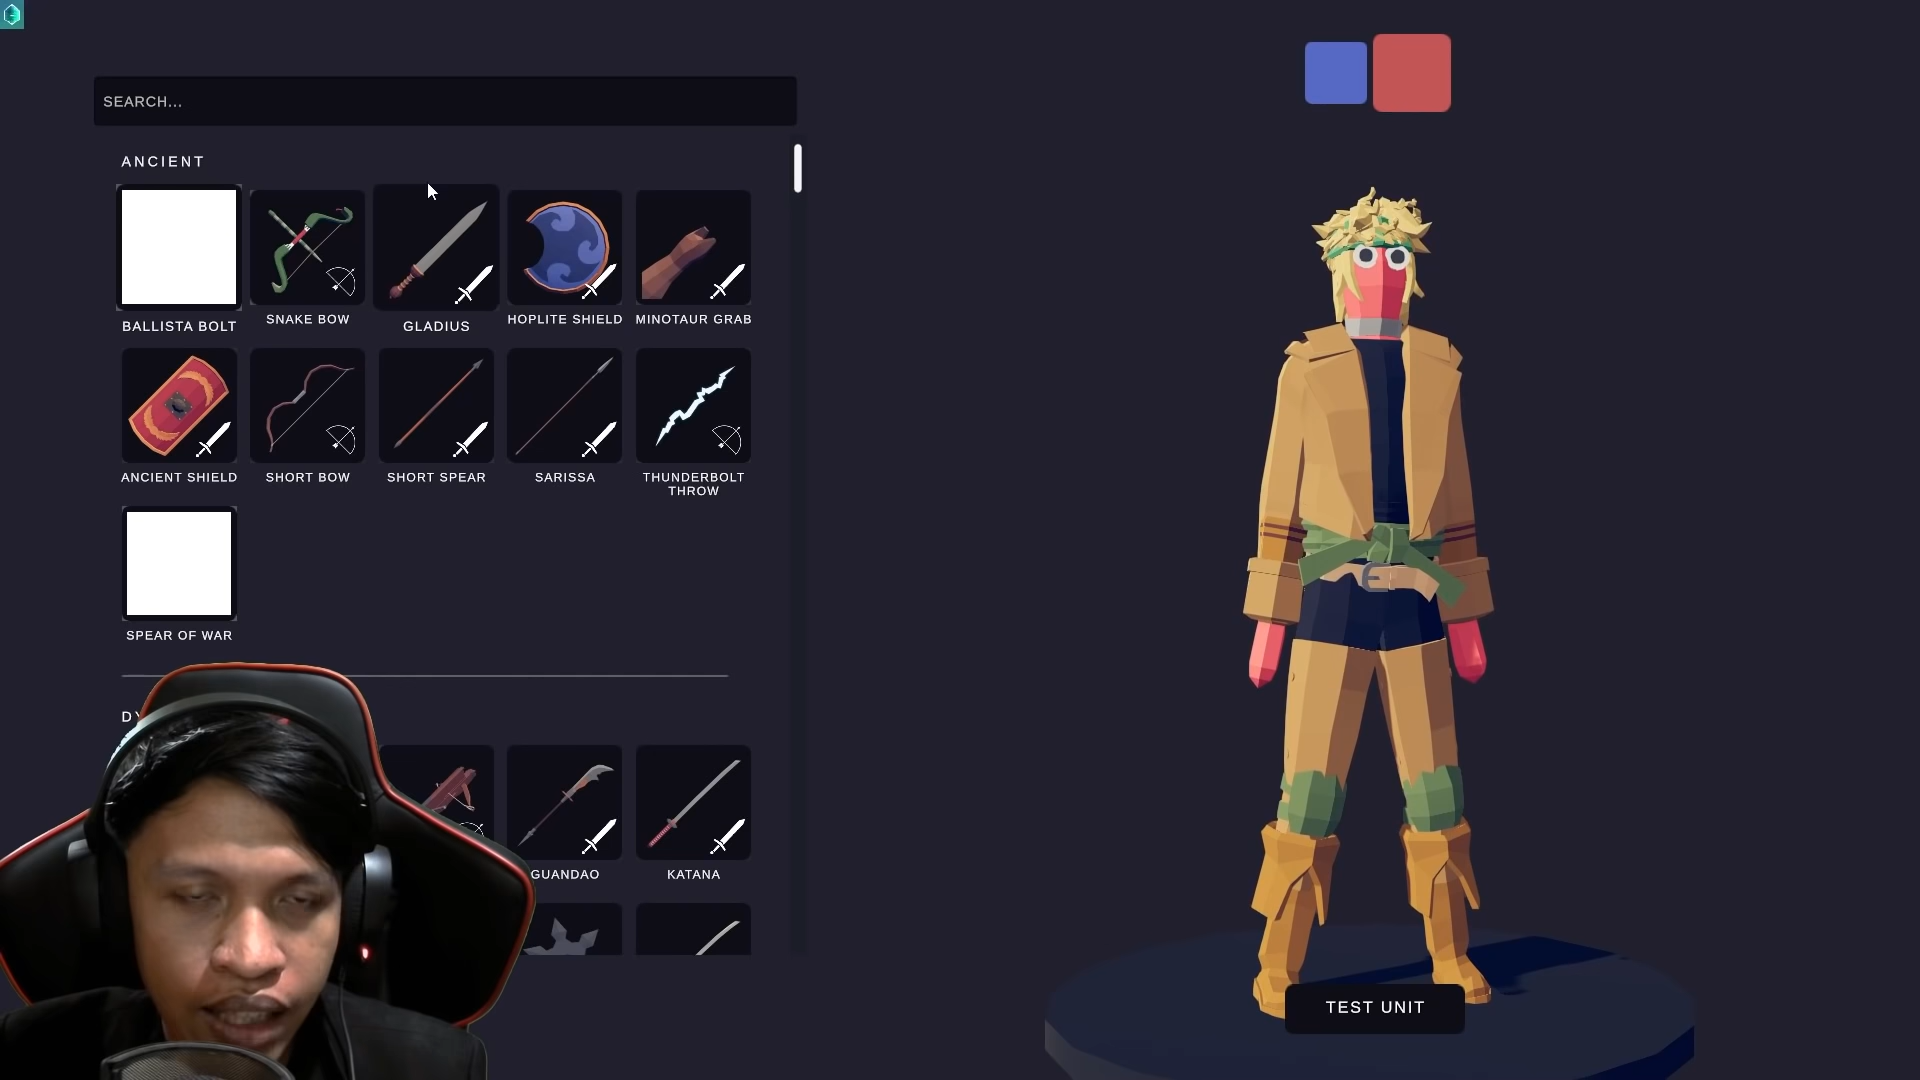 SEARCH...
ANCIENT
BALLISTA BOLT
SNAKE BOW
GLADIUS
HOPLITE SHIELD
MINOTAUR GRAB
ANCIENT SHIELD
SHORT BOW
SHORT SPEAR
SARISSA
THUNDERBOLT
THROW
SPEAR OF WAR
GUANDAO
KATANA
TEST UNIT